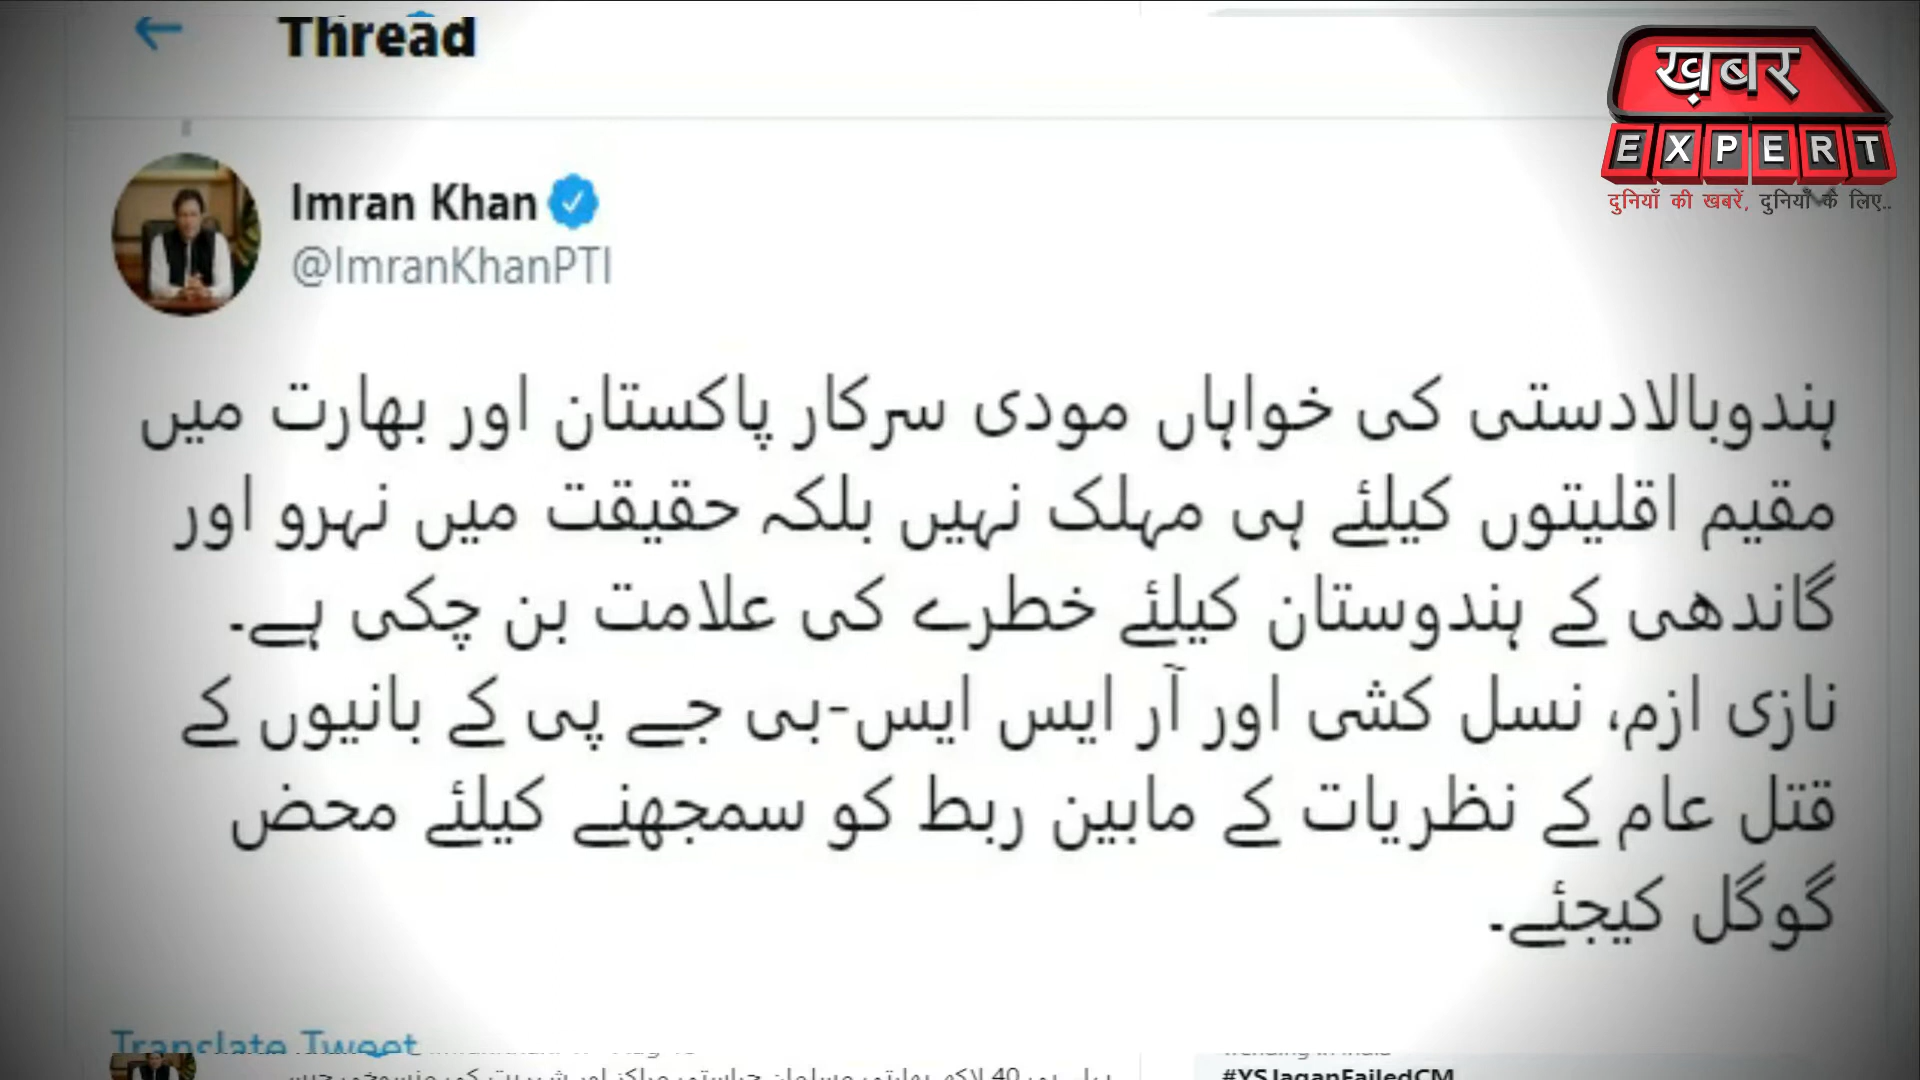 Thread
ख़बर
EXPERT
दुनियाँ की खबरें, दुनियाँ के लिए..
Imran Khan
@ImranKhanPTI
ہندوبالادستی کی خواہاں مودی سرکار پاکستان اور بھارت میں
مقیم اقلیتوں کیلئے ہی مہلک نہیں بلکہ حقیقت میں نہرو اور
گاندھی کے ہندوستان کیلئے خطرے کی علامت بن چکی ہے۔
نازی ازم، نسل کشی اور آر ایس ایس-بی جے پی کے بانیوں کے
قتل عام کے نظریات کے مابین ربط کو سمجھنے کیلئے محض
گوگل کیجئے۔
Translate Tweet
#YSJaganFailedCM